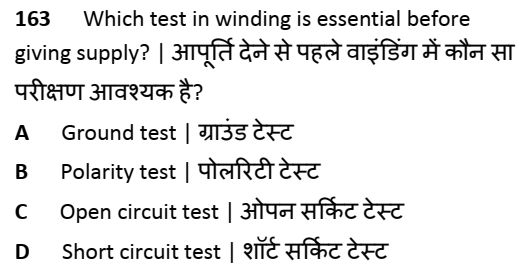 163 Which test in winding is essential before
giving supply? | आपूर्ति देने से पहले वाइंडिंग में कौन सा
परीक्षण आवश्यक है?
A Ground test | ग्राउंड टेस्ट
B Polarity test | पोलरिटी टेस्ट
C Open circuit test | ओपन सर्किट टेस्ट
D Short circuit test | शॉर्ट सर्किट टेस्ट